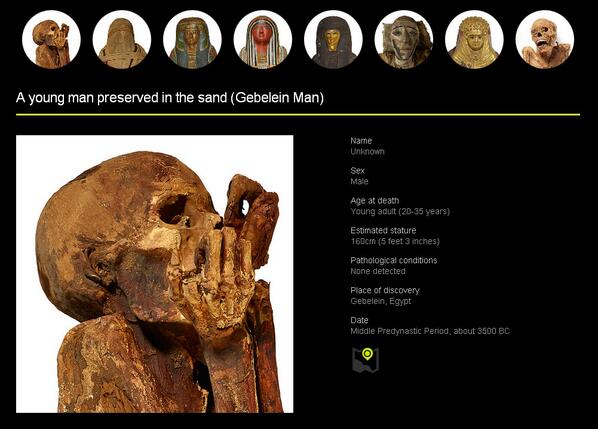 A young man preserved in the sand (Gebelein Man)
Name
Unknown
Sex
Male
Age at death
Young adult (20-35 years)
Estimated stature
160cm (5 feet 3 inches)
Pathological conditions
None detected
Place of discovery
Gebelein, Egypt
Date
Middle Predynastic Period, about 3500 BC